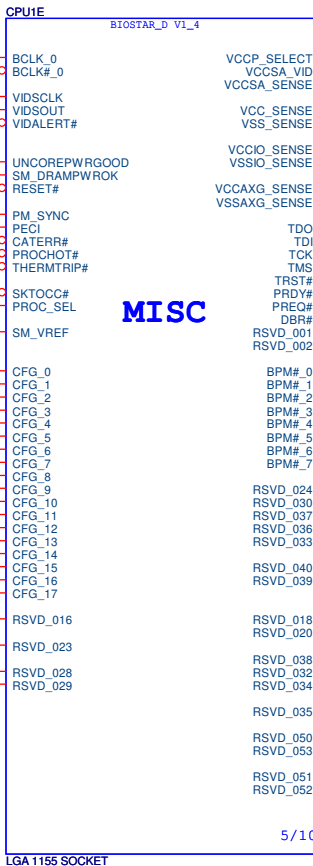 CPU1E
BIOSTAR_D V1_4
BCLK_0 VCCP_SELECT
BCLK#_0 VCCSA_VID
VCCSA_SENSE
VIDSCLK
VIDSOUT VCC_SENSE
VIDALERT# VSS_SENSE
VCCIO_SENSE
UNCOREPWRGOOD VSSIO_SENSE
SM_DRAMPWROK
RESET# VCCAXG_SENSE
VSSAXG_SENSE
PM_SYNC
PECI TDO
CATERR# TDI
PROCHOT# TCK
THERMTRIP# TMS
TRST#
SKTOCC# PRDY#
PROC_SEL PREQ#
MISC
DBR#
SM_VREF RSVD_001
RSVD_002
CFG_0 BPM#_0
CFG_1 BPM#_1
CFG_2 BPM#_2
CFG_3 BPM#_3
CFG_4 BPM#_4
CFG_5 BPM#_5
CFG_6 BPM#_6
CFG_7 BPM#_7
CFG_8
CFG_9 RSVD_024
CFG_10 RSVD_030
CFG_11 RSVD_037
CFG_12 RSVD_036
CFG_13 RSVD_033
CFG_14
CFG_15 RSVD_040
CFG_16 RSVD_039
CFG_17
RSVD_016 RSVD_018
RSVD_020
RSVD_023
RSVD_038
RSVD_028 RSVD_032
RSVD_029 RSVD_034
RSVD_035
RSVD_050
RSVD_053
RSVD_051
RSVD_052
5/10
LGA 1155 SOCKET